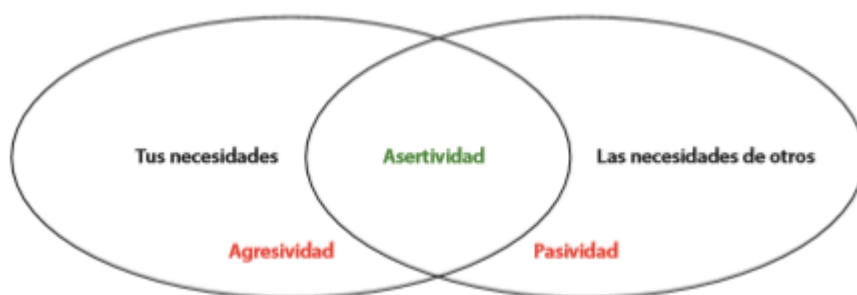 Tus necesidades Asertividad Las necesidades de otros
Agresividad Pasividad